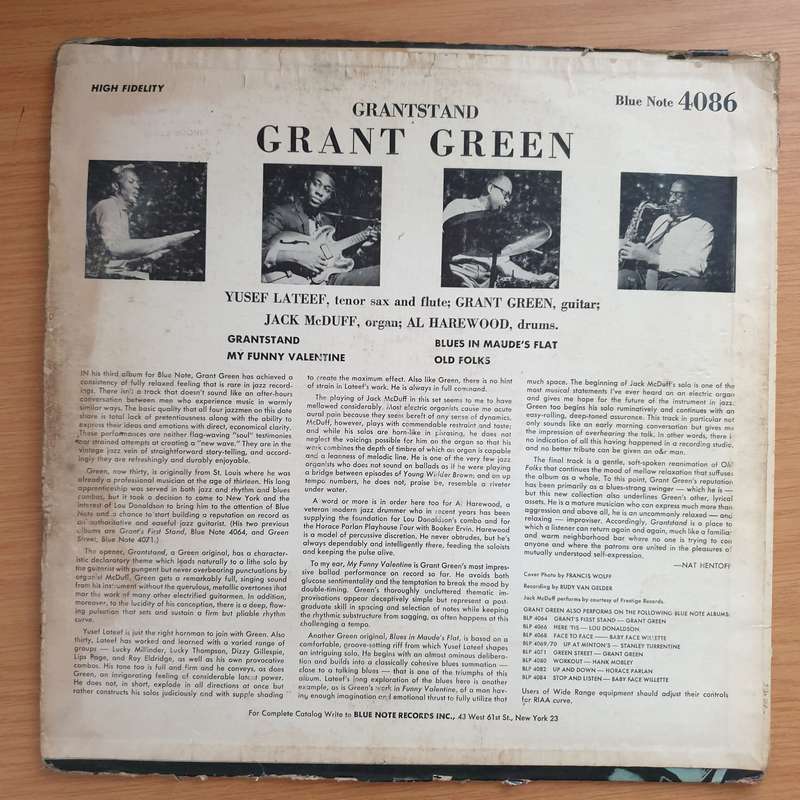 HIGH FIDELITY
Blue Note 4086
GRANTSTAND
GRANT GREEN
YUSEF LATEEF, tenor sax and flute; GRANT GREEN, guitar;
JACK McDUFF, organ; AL HAREWOOD, drums.
GRANTSTAND
MY FUNNY VALENTINE
BLUES IN MAUDE'S FLAT
OLD FOLKS
IN his third album for Blue Note, Grant Green has achieved a
consistency of fully relaxed feeling that is rare in jazz record-
ings. There isn't a track that doesn't sound like an after-hours
conversation between men who experience music in warmly
similar ways. The basic quality that all four jazzmen on this date
share is total lack of pretentiousness along with the ability to
express their ideas and emotions with direct, economical clarity.
These performances are neither flag-waving "soul" testimonies
nor strained attempts at creating a "new wave." They are in the
vintage jazz vein of straightforward story-telling, and accord-
ingly they are refreshingly and durably enjoyable.
Green, now thirty, is originally from St. Louis where he was
already a professional musician at the age of thirteen. His long
apprenticeship was served in both jazz and rhythm and blues
combos, but it took a decision to come to New York and the
interest of Lou Donaldson to bring him to the attention of Blue
Note and a chance to start building a reputation on record as
an authoritative and easeful jazz guitarist. (His two previous
albums are Grant's First Stand, Blue Note 4064, and Green
Street, Blue Note 4071.)
The opener, Grantstand, a Green original, has a character-
istic declaratory theme which leads naturally to a lithe solo by
the guitarist with pungent but never overbearing punctuations by
organist McDuff. Green gets a remarkably full, singing sound
from his instrument without the querulous, metallic overtones that
mar the work of many other electrified guitarmen. In addition,
moreover, to the lucidity of his conception, there is a deep, flow-
ing pulsation that sets and sustain a firm but pliable rhythm
curve.
Yusef Lateef is just the right hornman to join with Green. Also
thirty, Lateef has worked and learned with a varied range of
groups — Lucky Millinder, Lucky Thompson, Dizzy Gillespie,
Lips Page, and Roy Eldridge, as well as his own provocative
combos. His tone too is full and firm and he conveys, as does
Green, an invigorating feeling of considerable latent power.
He does not, in short, explode in all directions at once but
rather constructs his solos judiciously and with supple shading
to create the maximum effect. Also like Green, there is no hint
of strain in Lateef's work. He is always in full command.
The playing of Jack McDuff in this set seems to me to have
mellowed considerably. Most electric organists cause me acute
aural pain because they seem bereft of any sense of dynamics.
McDuff, however, plays with commendable restraint and taste;
and while his solos are horn-like in phrasing, he does not
neglect the voicings possible for him on the organ so that his
work combines the depth of timbre of which an organ is capable
and a leanness of melodic line. He is one of the very few jazz
organists who does not sound on ballads as if he were playing
a bridge between episodes of Young Widder Brown; and on up
tempo numbers, he does not, praise be, resemble a riveter
under water.
A word or more is in order here too for Al Harewood, a
veteran modern jazz drummer who in recent years has been
supplying the foundation for Lou Donaldson's combo and for
the Horace Parlan Playhouse Four with Booker Ervin. Harewood
is a model of percussive discretion. He never obtrudes, but he's
always dependably and intelligently there, feeding the soloists
and keeping the pulse alive.
To my ear, My Funny Valentine is Grant Green's most impres-
sive ballad performance on record so far. He avoids both
glucose sentimentality and the temptation to break the mood by
double-timing. Green's thoroughly uncluttered thematic im-
provisations appear deceptively simple but represent a post-
graduate skill in spacing and selection of notes while keeping
the rhythmic substructure from sagging, as often happens at this
challenging a tempo.
Another Green original, Blues in Maude's Flat, is based on a
comfortable, groove-setting riff from which Yusef Lateef shapes
an intriguing solo. He begins with an almost ominous delibera-
tion and builds into a classically cohesive blues summation —
close to a talking blues — that is one of the triumphs of this
album. Lateef's long exploration of the blues here is another
example, as is Green's work in Funny Valentine, of a man hav-
ing enough imagination and emotional thrust to fully utilize that
much space. The beginning of Jack McDuff's solo is one of the
most musical statements I've ever heard on an electric organ
and gives me hope for the future of the instrument in jazz.
Green too begins his solo ruminatively and continues with an
easy-rolling, deep-toned assurance. This track in particular not
only sounds like an early morning conversation but gives me
the impression of overhearing the talk. In other words, there is
no indication of all this having happened in a recording studio,
and no better tribute can be given an a&r man.
The final track is a gentle, soft-spoken reanimation of Old
Folks that continues the mood of mellow relaxation that suffuses
the album as a whole. To this point, Grant Green's reputation
has been primarily as a blues-strong swinger — which he is —
but this new collection also underlines Green's other, lyrical
assets. He is a modern musician who can express much more than
aggression and above all, he is an uncommonly relaxed — and
relaxing — improviser. Accordingly, Grantstand is a place to
which a listener can return again and again, much like a familiar
and warm neighborhood bar where no one is trying to con
anyone and where the patrons are united in the pleasures of
mutually understood self-expression.
—NAT HENTOFF
Cover Photo by FRANCIS WOLFF
Recording by RUDY VAN GELDER
Jack McDuff performs by courtesy of Prestige Records.
GRANT GREEN ALSO PERFORMS ON THE FOLLOWING BLUE NOTE ALBUMS:
BLP 4064 GRANT'S FIRST STAND — GRANT GREEN
BLP 4066 HERE 'TIS — LOU DONALDSON
BLP 4068 FACE TO FACE — BABY FACE WILLETTE
BLP 4069/70 UP AT MINTON'S — STANLEY TURRENTINE
BLP 4071 GREEN STREET — GRANT GREEN
BLP 4080 WORKOUT — HANK MOBLEY
BLP 4082 UP AND DOWN — HORACE PARLAN
BLP 4084 STOP AND LISTEN — BABY FACE WILLETTE
Users of Wide Range equipment should adjust their controls
for RIAA curve.
For Complete Catalog Write to BLUE NOTE RECORDS INC., 43 West 61st St., New York 23